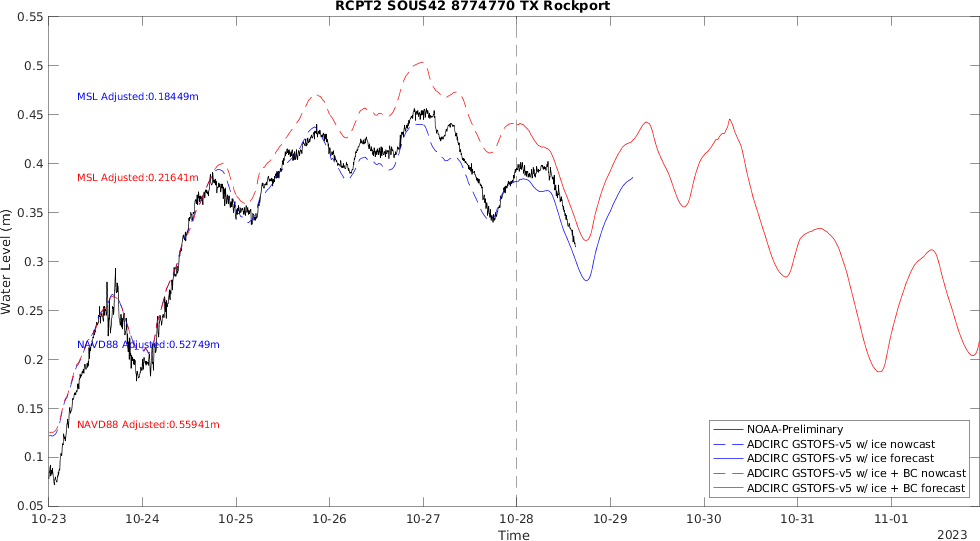 RCPT2 SOUS42 8774770 TX Rockport
0.55
0.5
0.45
0.4
0.35
0.3
0.25
0.2
0.15
0.1
0.05
Water Level (m)
MSL Adjusted:0.18449m
MSL Adjusted:0.21641m
NAVD88 Adjusted:0.52749m
NAVD88 Adjusted:0.55941m
NOAA-Preliminary
ADCIRC GSTOFS-v5 w/ ice nowcast
ADCIRC GSTOFS-v5 w/ ice forecast
ADCIRC GSTOFS-v5 w/ ice + BC nowcast
ADCIRC GSTOFS-v5 w/ ice + BC forecast
10-23 10-24 10-25 10-26 10-27 10-28 10-29 10-30 10-31 11-01
Time
2023